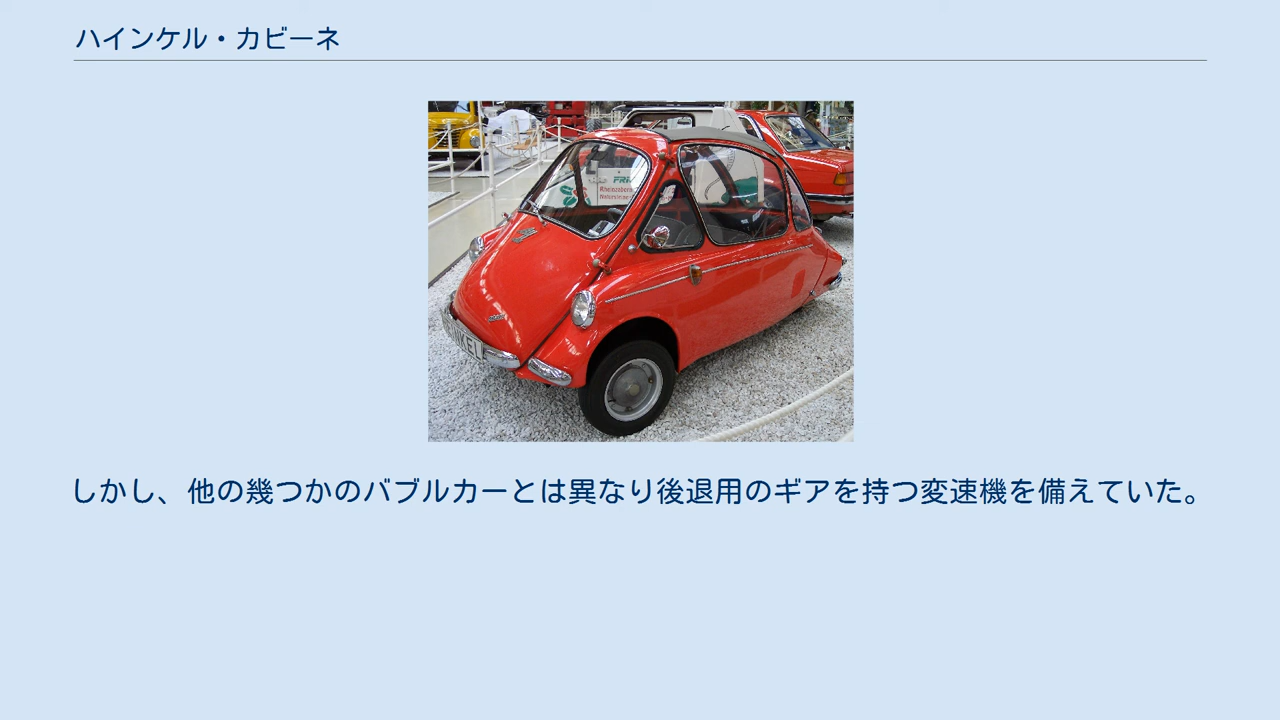 ハインケル・カビーネ
しかし、他の幾つかのバブルカーとは異なり後退用のギアを持つ変速機を備えていた。